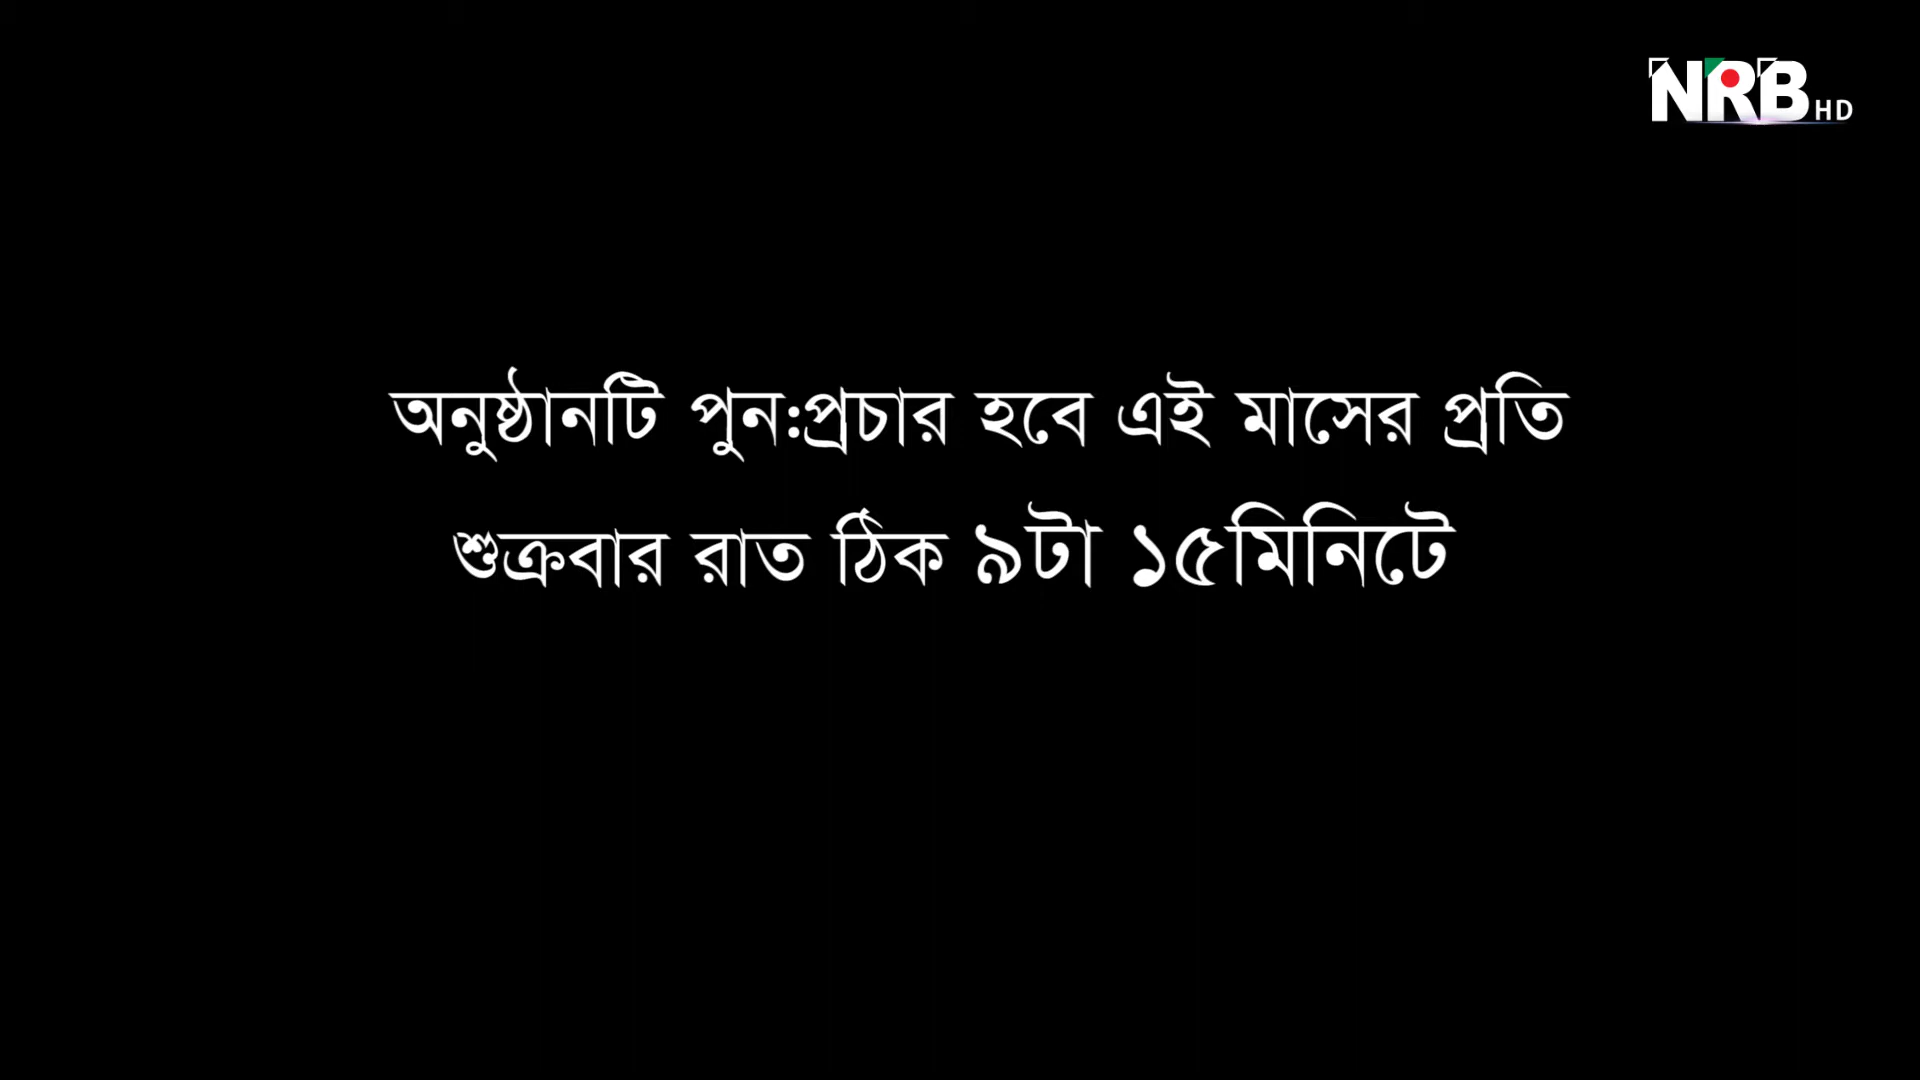 NRB HD
অনুষ্ঠানটি পুন:প্রচার হবে এই মাসের প্রতি
শুক্রবার রাত ঠিক ৯টা ১৫মিনিটে